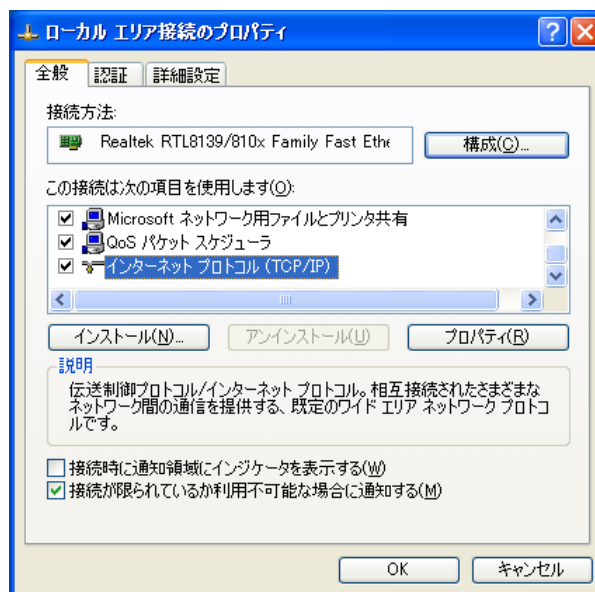 ローカル エリア接続のプロパティ
全般 認証 詳細設定
接続方法:
Realtek RTL8139/810x Family Fast Ethe 構成(C)...
この接続は次の項目を使用します(O):
Microsoft ネットワーク用ファイルとプリンタ共有
QoS パケット スケジューラ
インターネット プロトコル (TCP/IP)
インストール(N)... アンインストール(U) プロパティ(R)
説明
伝送制御プロトコル/インターネット プロトコル。相互接続されたさまざまな
ネットワーク間の通信を提供する、既定のワイド エリア ネットワーク プロトコ
ルです。
接続時に通知領域にインジケータを表示する(W)
接続が限られているか利用不可能な場合に通知する(M)
OK キャンセル